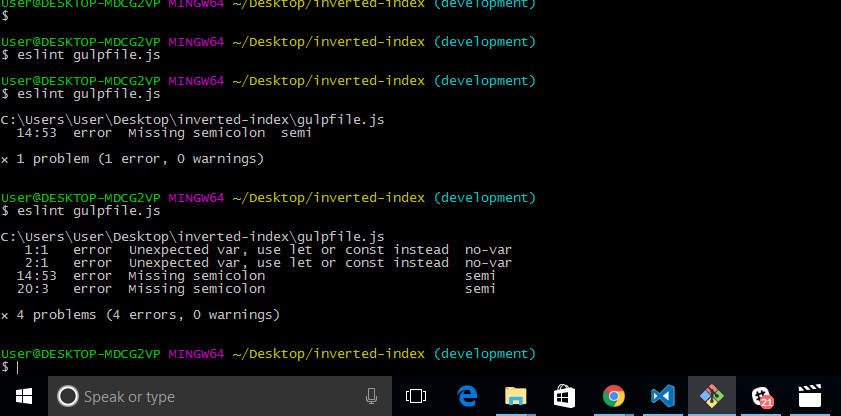 User@DESKTOP-MDCG2VP MINGW64 ~/Desktop/inverted-index (development)
$
User@DESKTOP-MDCG2VP MINGW64 ~/Desktop/inverted-index (development)
$ eslint gulpfile.js
User@DESKTOP-MDCG2VP MINGW64 ~/Desktop/inverted-index (development)
$ eslint gulpfile.js
C:\Users\User\Desktop\inverted-index\gulpfile.js
14:53 error Missing semicolon semi
× 1 problem (1 error, 0 warnings)
User@DESKTOP-MDCG2VP MINGW64 ~/Desktop/inverted-index (development)
$ eslint gulpfile.js
C:\Users\User\Desktop\inverted-index\gulpfile.js
1:1 error Unexpected var, use let or const instead no-var
2:1 error Unexpected var, use let or const instead no-var
14:53 error Missing semicolon semi
20:3 error Missing semicolon semi
× 4 problems (4 errors, 0 warnings)
User@DESKTOP-MDCG2VP MINGW64 ~/Desktop/inverted-index (development)
$
Speak or type
21